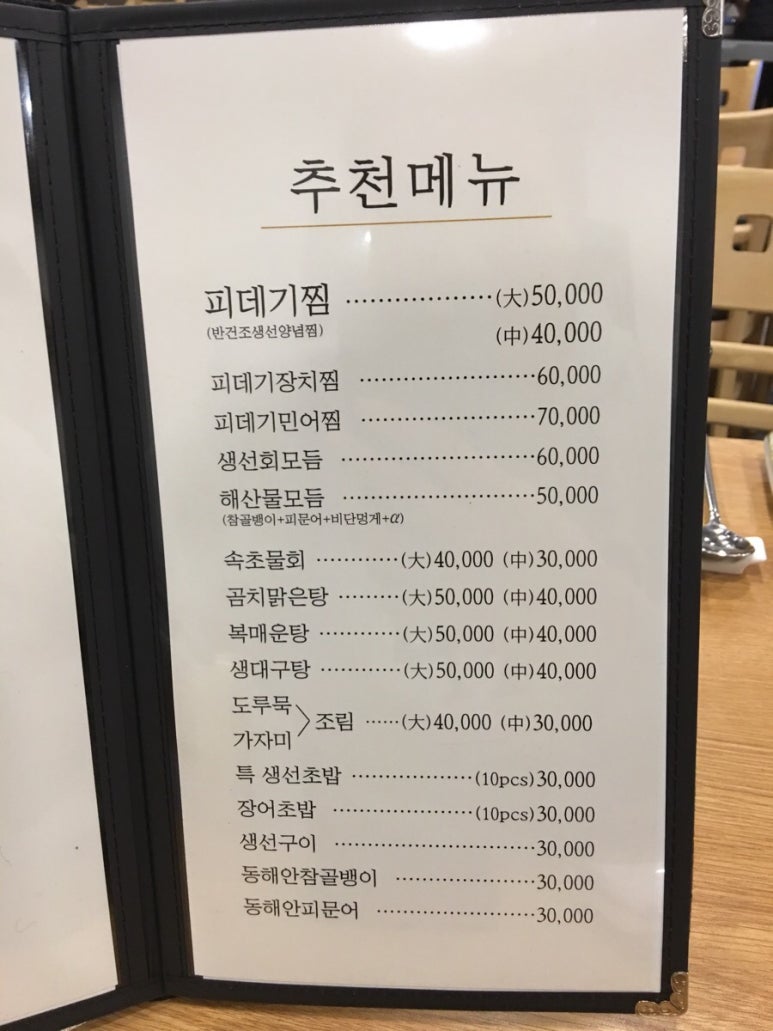 추천메뉴
피데기찜 ··················(大)50,000
(반건조생선양념찜) (中)40,000
피데기장치찜 ······················60,000
피데기민어찜 ······················70,000
생선회모듬 ························60,000
해산물모듬 ························50,000
(참골뱅이+피문어+비단멍게+α)
속초물회 ············(大)40,000 (中)30,000
곰치맑은탕 ·········(大)50,000 (中)40,000
복매운탕 ············(大)50,000 (中)40,000
생대구탕 ············(大)50,000 (中)40,000
도루묵
가자미
조림 ······(大)40,000 (中)30,000
특 생선초밥 ··················(10pcs)30,000
장어초밥 ·····················(10pcs)30,000
생선구이 ······························30,000
동해안참골뱅이 ·····················30,000
동해안피문어 ························30,000